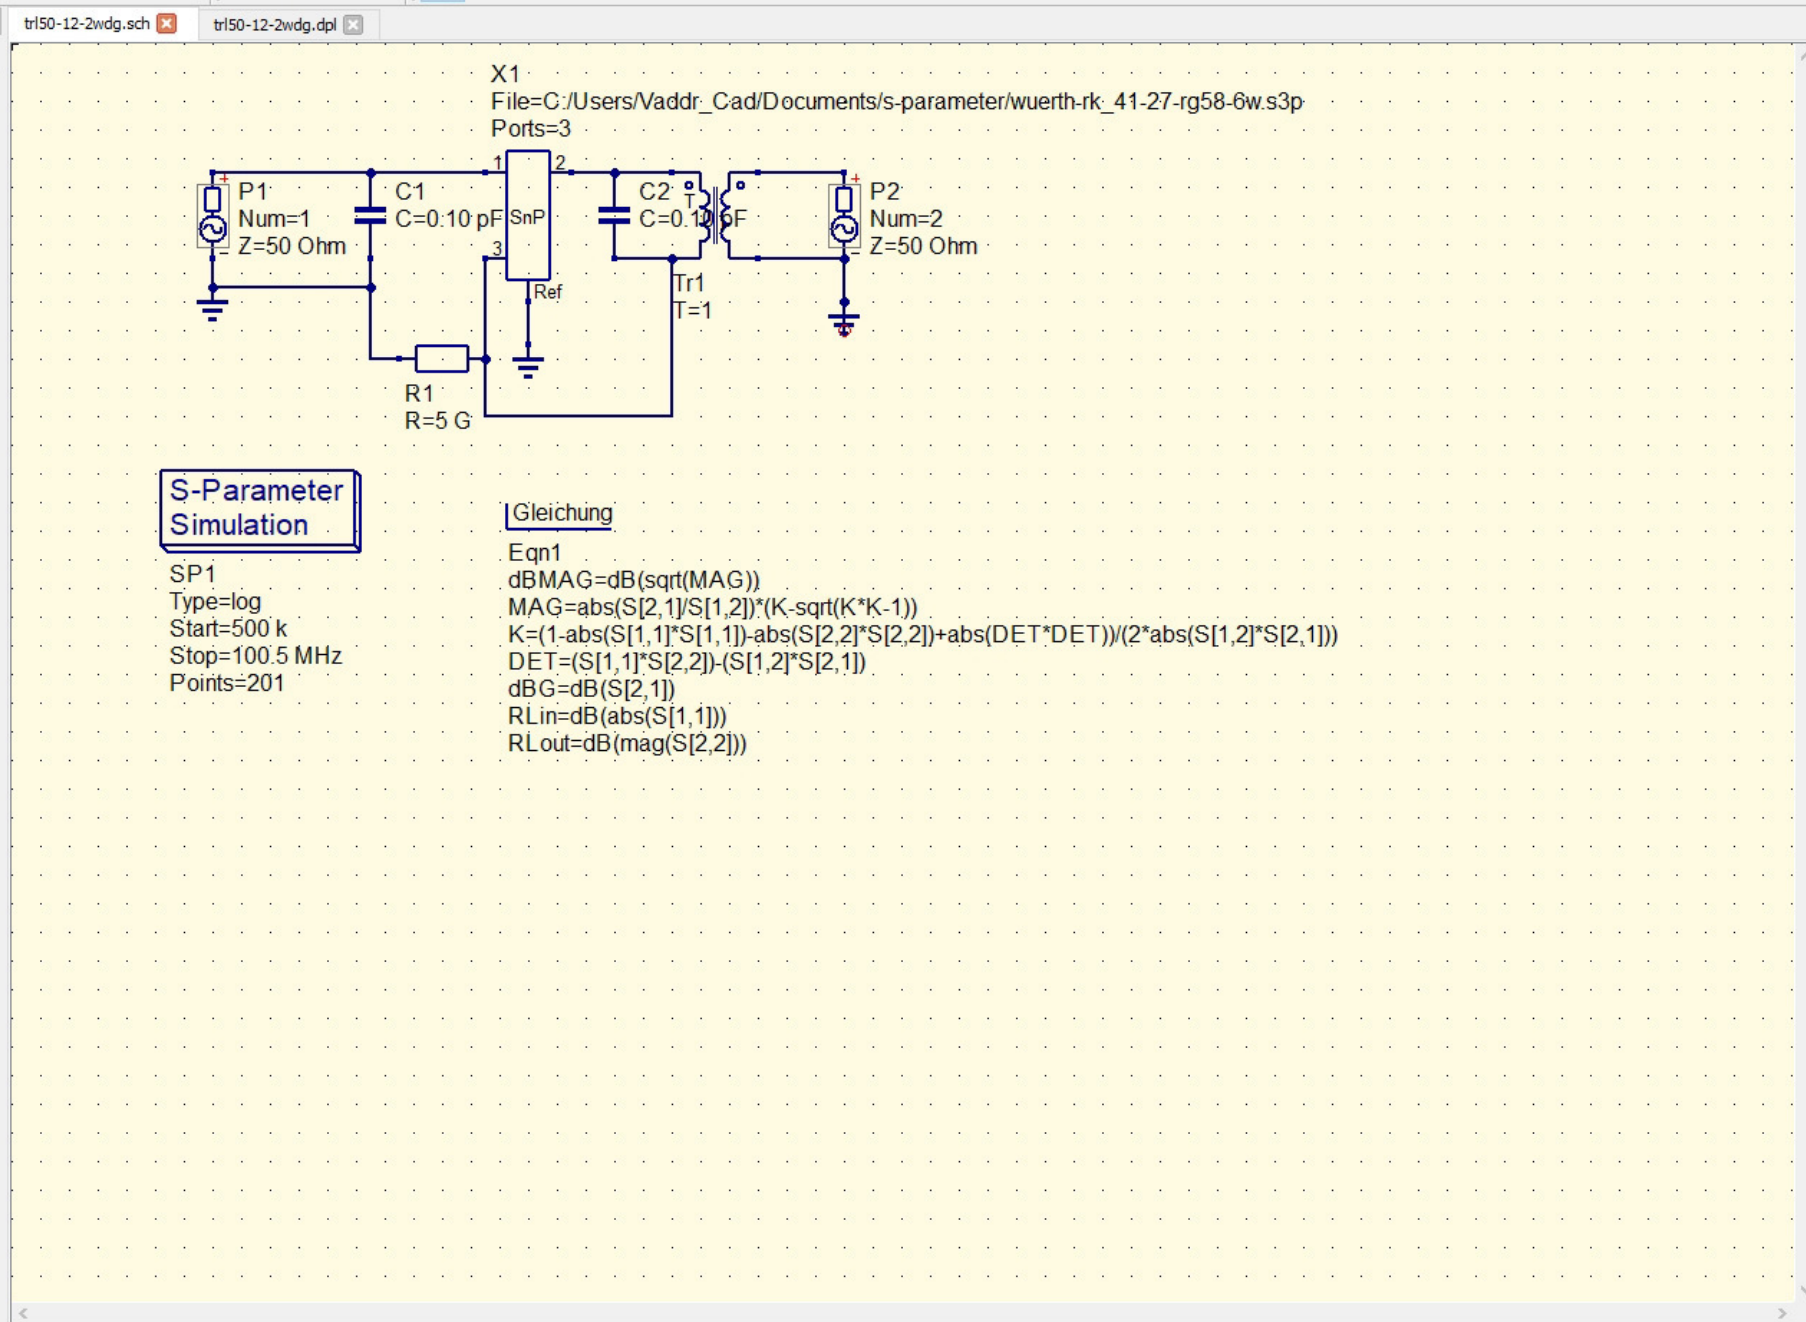 trl50-12-2wdg.sch
trl50-12-2wdg.dpl
X1
File=C:/Users/Vaddr_Cad/Documents/s-parameter/wuerth-rk_41-27-rg58-6w.s3p
Ports=3
1
2
3
SnP
Ref
P1
Num=1
Z=50 Ohm
C1
C=0.10 pF
C2
C=0.10 pF
T
Tr1
T=1
P2
Num=2
Z=50 Ohm
R1
R=5 G
S-Parameter
Simulation
SP1
Type=log
Start=500 k
Stop=100.5 MHz
Points=201
Gleichung
Eqn1
dBMAG=dB(sqrt(MAG))
MAG=abs(S[2,1]/S[1,2])*(K-sqrt(K*K-1))
K=(1-abs(S[1,1]*S[1,1])-abs(S[2,2]*S[2,2])+abs(DET*DET))/(2*abs(S[1,2]*S[2,1]))
DET=(S[1,1]*S[2,2])-(S[1,2]*S[2,1])
dBG=dB(S[2,1])
RLin=dB(abs(S[1,1]))
RLout=dB(mag(S[2,2]))